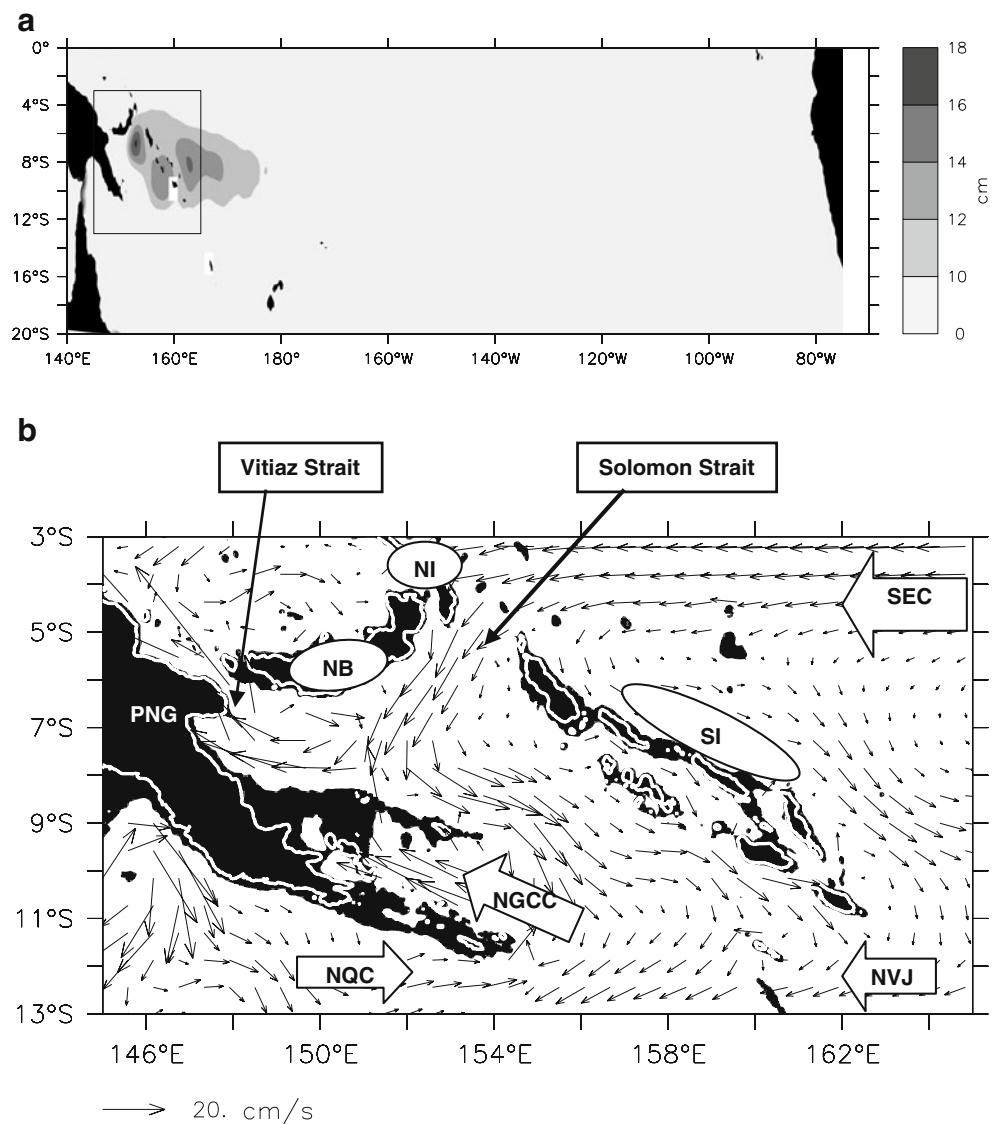 a
0°
4°S
8°S
12°S
16°S
20°S
140°E 160°E 180° 160°W 140°W 120°W 100°W 80°W
18
16
14
12
10
0
cm
b
Vitiaz Strait
Solomon Strait
3°S
5°S
7°S
9°S
11°S
13°S
NI
SEC
NB
PNG
SI
NGCC
NQC
NVJ
146°E 150°E 154°E 158°E 162°E
20. cm/s